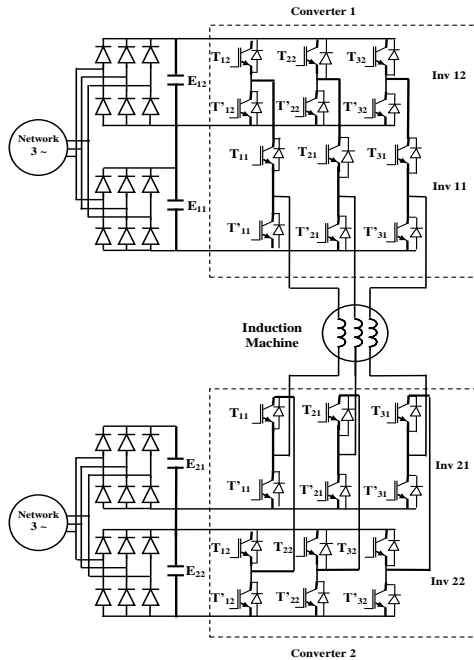 Converter 1
T12
T22
T32
Inv 12
E12
T'12
T'22
T'32
Network
3 ~
T11
T21
T31
Inv 11
E11
T'11
T'21
T'31
Induction
Machine
T11
T21
T31
E21
Inv 21
T'11
T'21
T'31
Network
3 ~
T12
T22
T32
E22
Inv 22
T'12
T'22
T'32
Converter 2